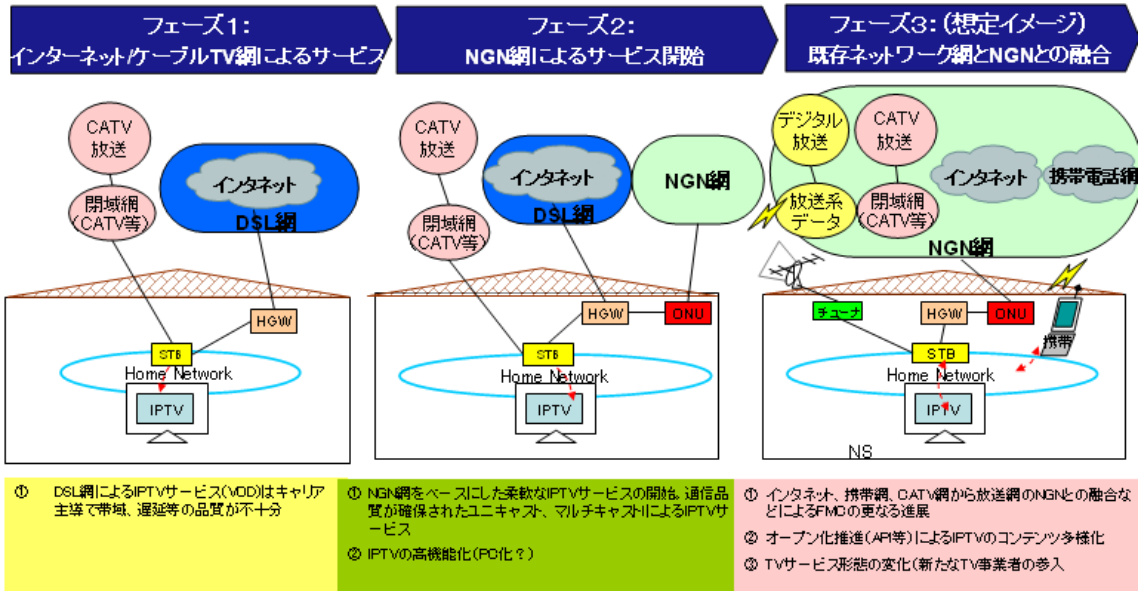 フェーズ1:
インターネット/ケーブルTV網によるサービス
フェーズ2:
NGN網によるサービス開始
フェーズ3:(想定イメージ)
既存ネットワーク網とNGNとの融合
CATV
放送
閉域網
(CATV等)
インタネット
DSL網
HGW
STB
Home Network
IPTV
CATV
放送
閉域網
(CATV等)
インタネット
DSL網
NGN網
HGW
ONU
STB
Home Network
IPTV
デジタル
放送
放送系
データ
CATV
放送
閉域網
(CATV等)
インタネット
携帯電話網
NGN網
チューナ
HGW
ONU
携帯
STB
Home Network
IPTV
NS
① DSL網によるIPTVサービス(VOD)はキャリア
主導で帯域、遅延等の品質が不十分
① NGN網をベースにした柔軟なIPTVサービスの開始。通信品
質が確保されたユニキャスト、マルチキャストによるIPTVサ
ービス
② IPTVの高機能化(PC化?)
① インタネット、携帯網、CATV網から放送網のNGNとの融合な
どによるFMCの更なる進展
② オープン化推進(API等)によるIPTVのコンテンツ多様化
③ TVサービス形態の変化(新たなTV事業者の参入